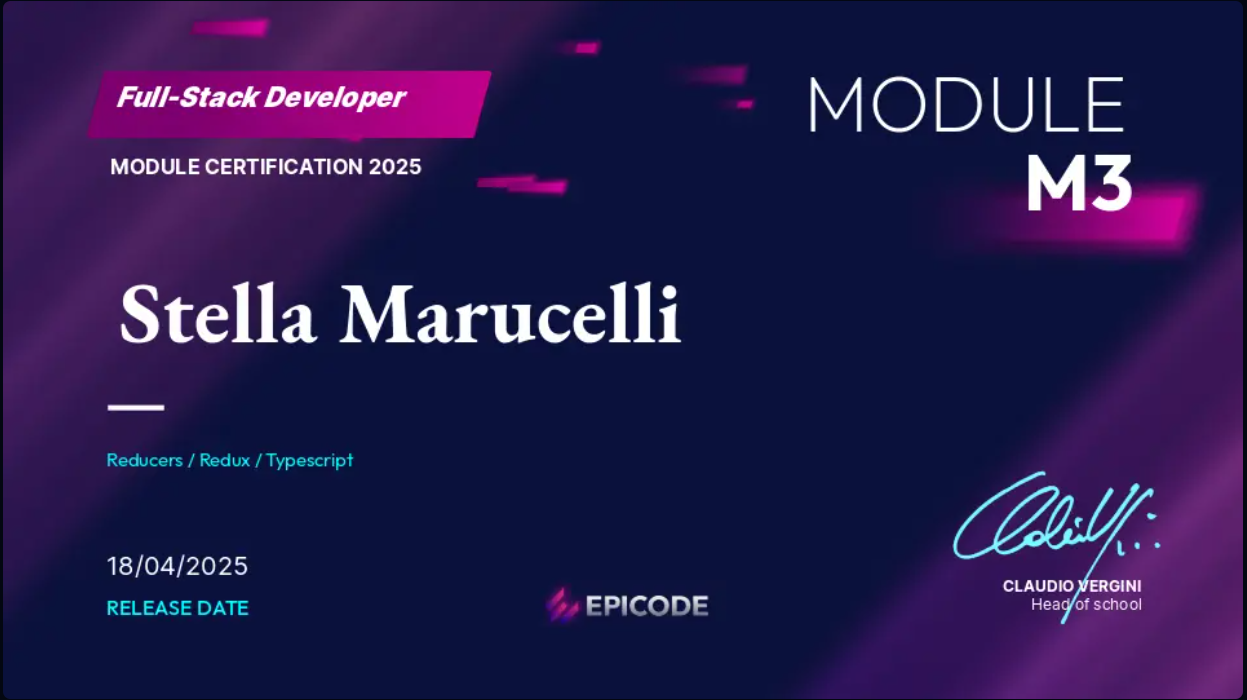 Full-Stack Developer
MODULE CERTIFICATION 2025
MODULE
M3
Stella Marucelli
Reducers / Redux / Typescript
18/04/2025
RELEASE DATE
EPICODE
CLAUDIO VERGINI
Head of school